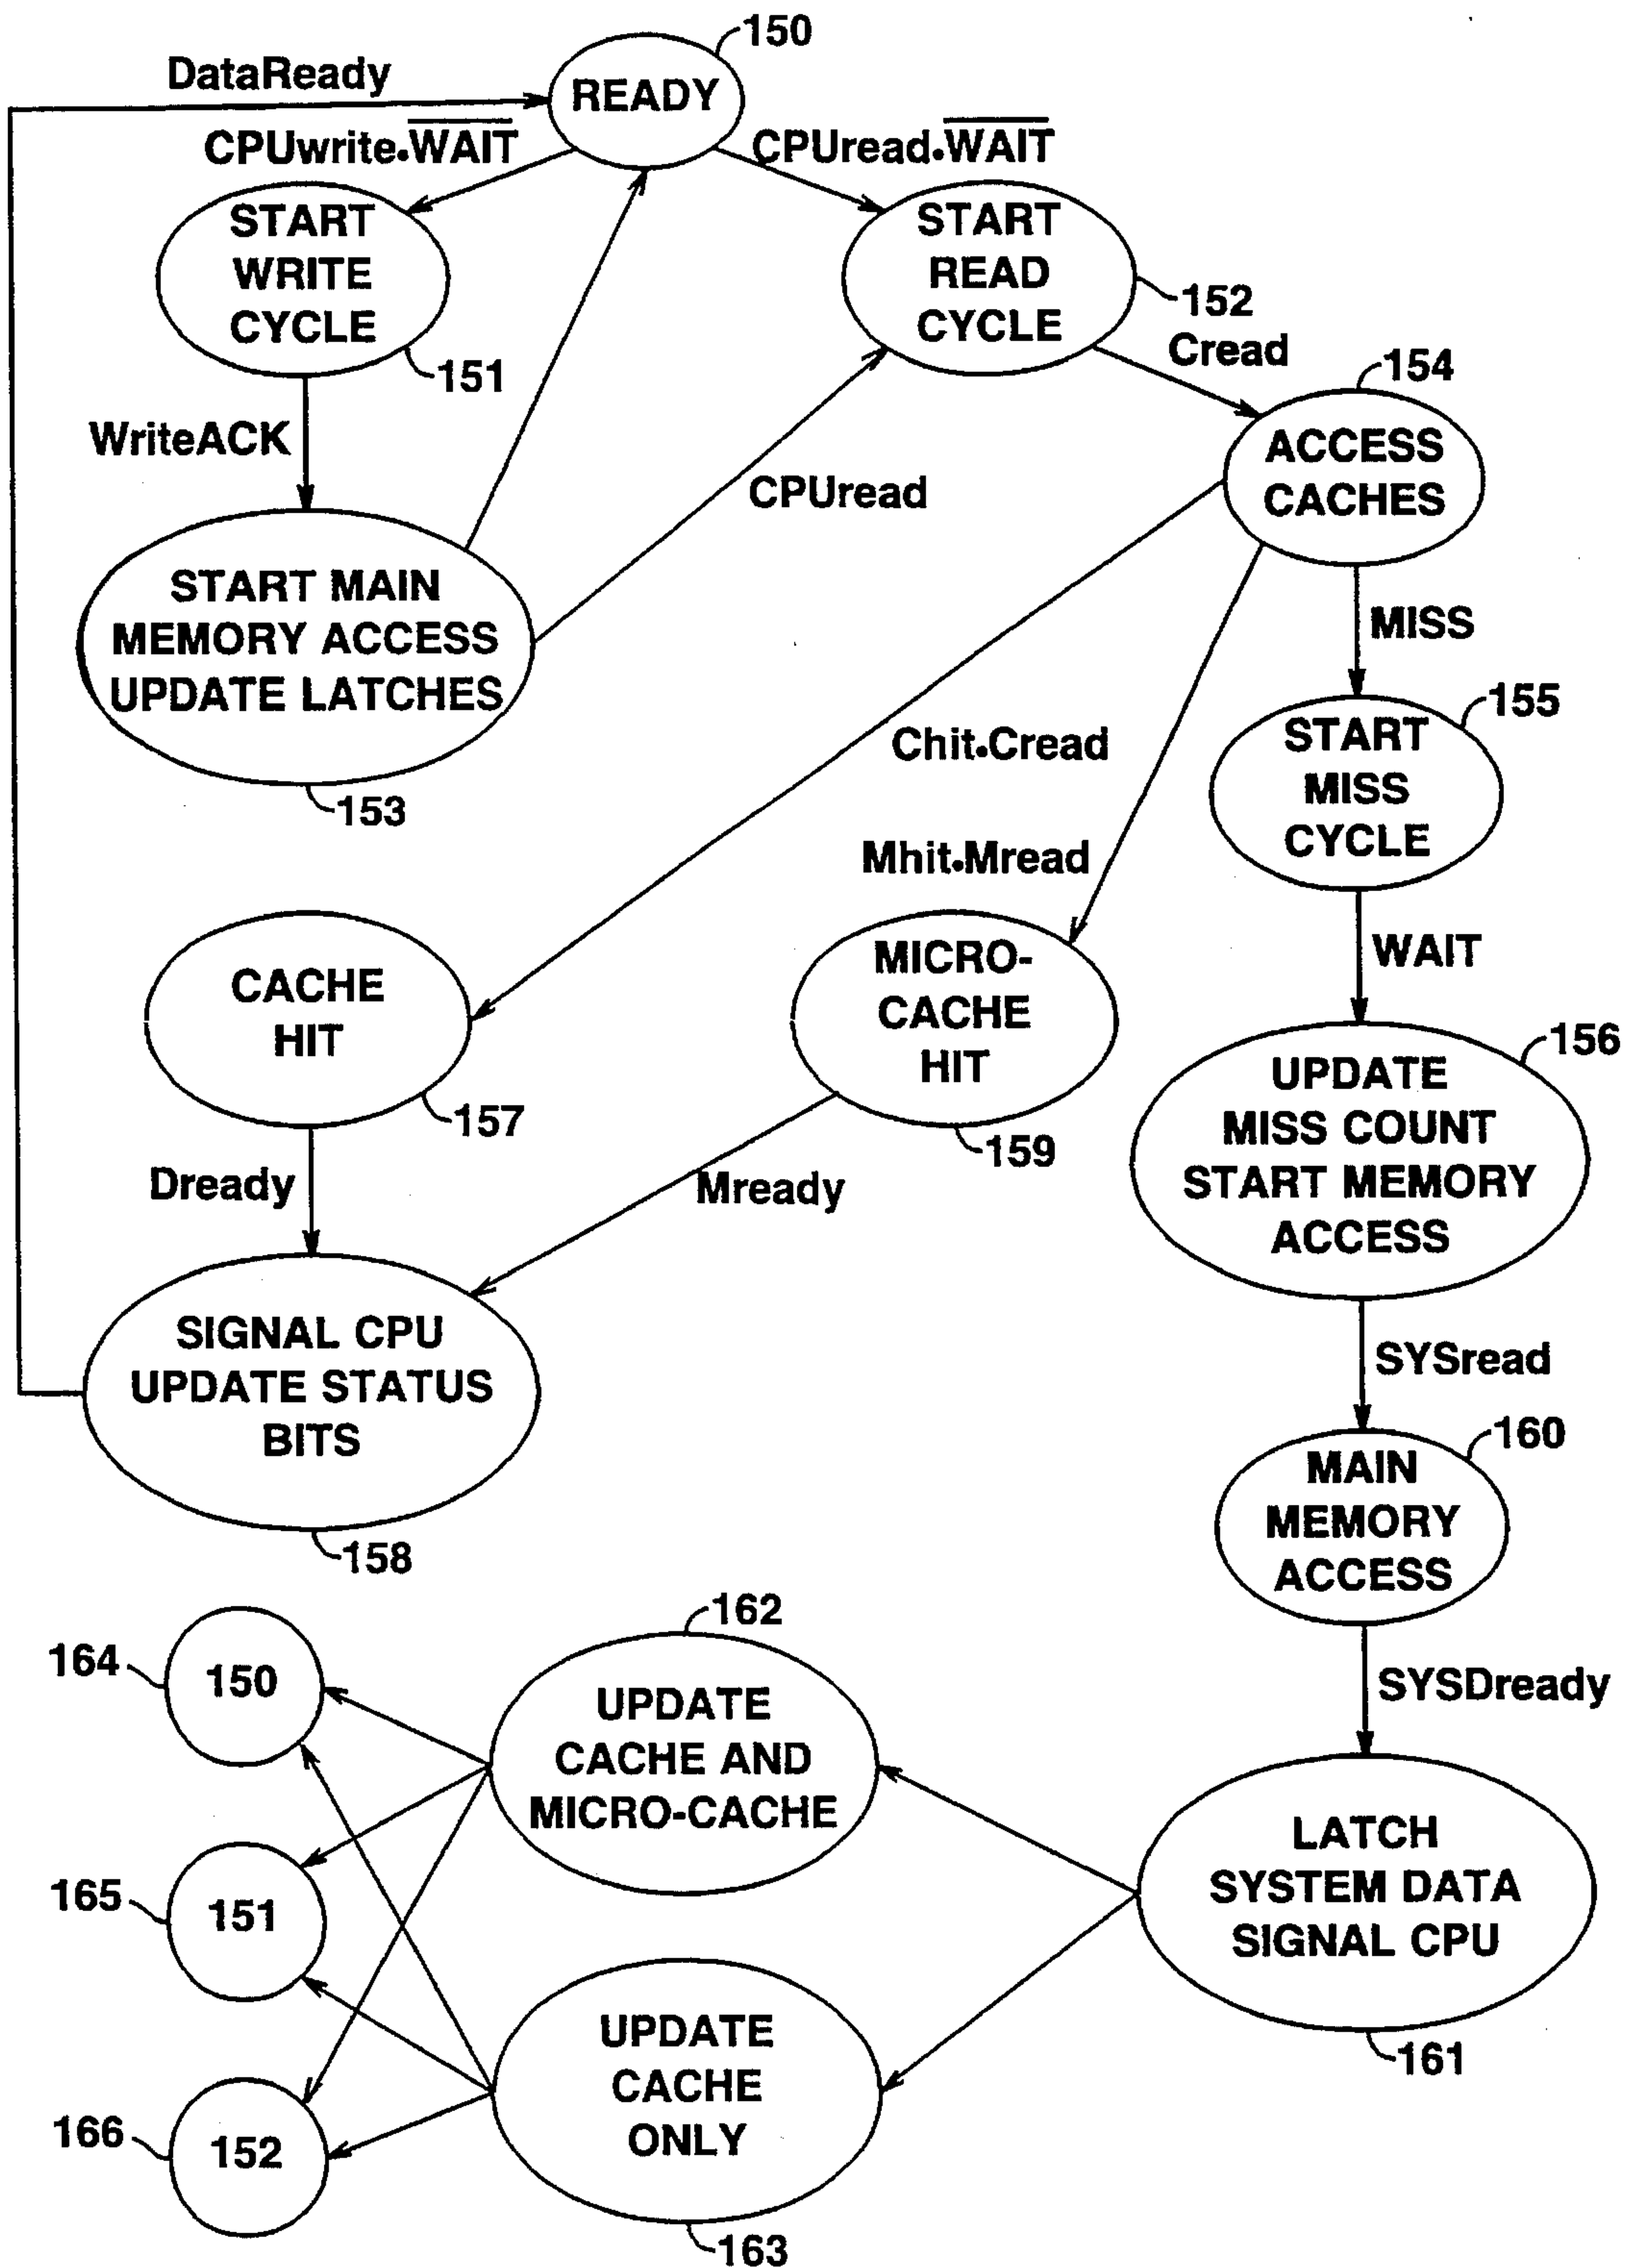 150
DataReady
READY
CPUwrite•W̅A̅I̅T̅
CPUread•W̅A̅I̅T̅
START
WRITE
CYCLE
151
START
READ
CYCLE
152
Cread
WriteACK
154
ACCESS
CACHES
CPUread
START MAIN
MEMORY ACCESS
UPDATE LATCHES
153
MISS
155
START
MISS
CYCLE
Chit•Cread
Mhit•Mread
WAIT
CACHE
HIT
157
MICRO-
CACHE
HIT
159
156
UPDATE
MISS COUNT
START MEMORY
ACCESS
Dready
Mready
SIGNAL CPU
UPDATE STATUS
BITS
158
SYSread
160
MAIN
MEMORY
ACCESS
SYSDready
162
164
150
UPDATE
CACHE AND
MICRO-CACHE
165
151
LATCH
SYSTEM DATA
SIGNAL CPU
161
166
152
UPDATE
CACHE
ONLY
163